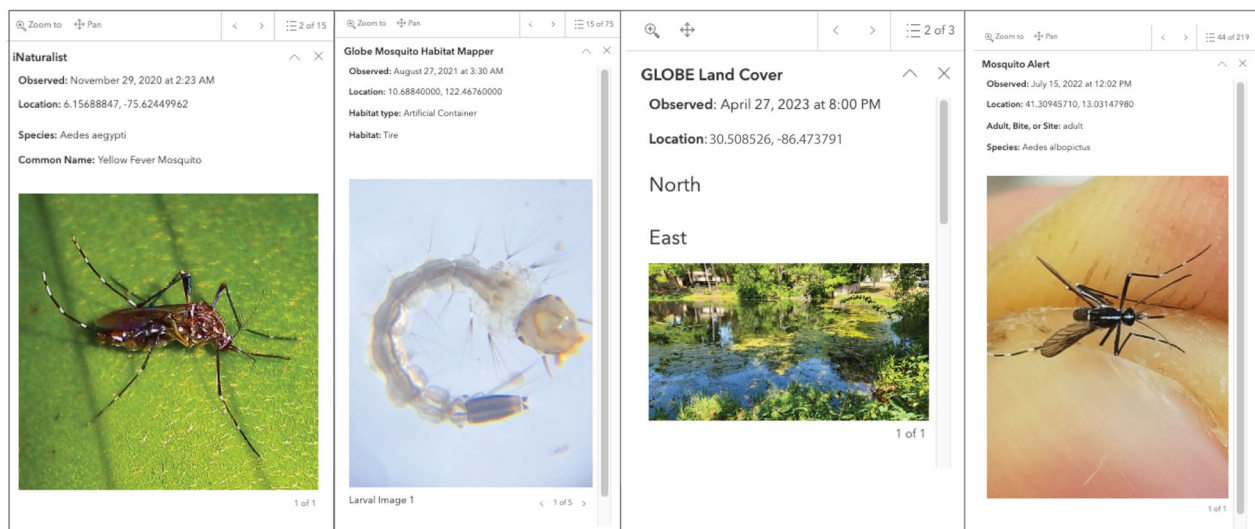 Zoom to Pan 2 of 15
iNaturalist
Observed: November 29, 2020 at 2:23 AM
Location: 6.15688847, -75.62449962
Species: Aedes aegypti
Common Name: Yellow Fever Mosquito
1 of 1
Zoom to Pan 15 of 75
Globe Mosquito Habitat Mapper
Observed: August 27, 2021 at 3:30 AM
Location: 10.68840000, 122.46760000
Habitat type: Artificial Container
Habitat: Tire
Larval Image 1
1 of 5
2 of 3
GLOBE Land Cover
Observed: April 27, 2023 at 8:00 PM
Location: 30.508526, -86.473791
North
East
1 of 1
Zoom to Pan 44 of 219
Mosquito Alert
Observed: July 15, 2022 at 12:02 PM
Location: 41.30945710, 13.03147980
Adult, Bite, or Site: adult
Species: Aedes albopictus
1 of 1